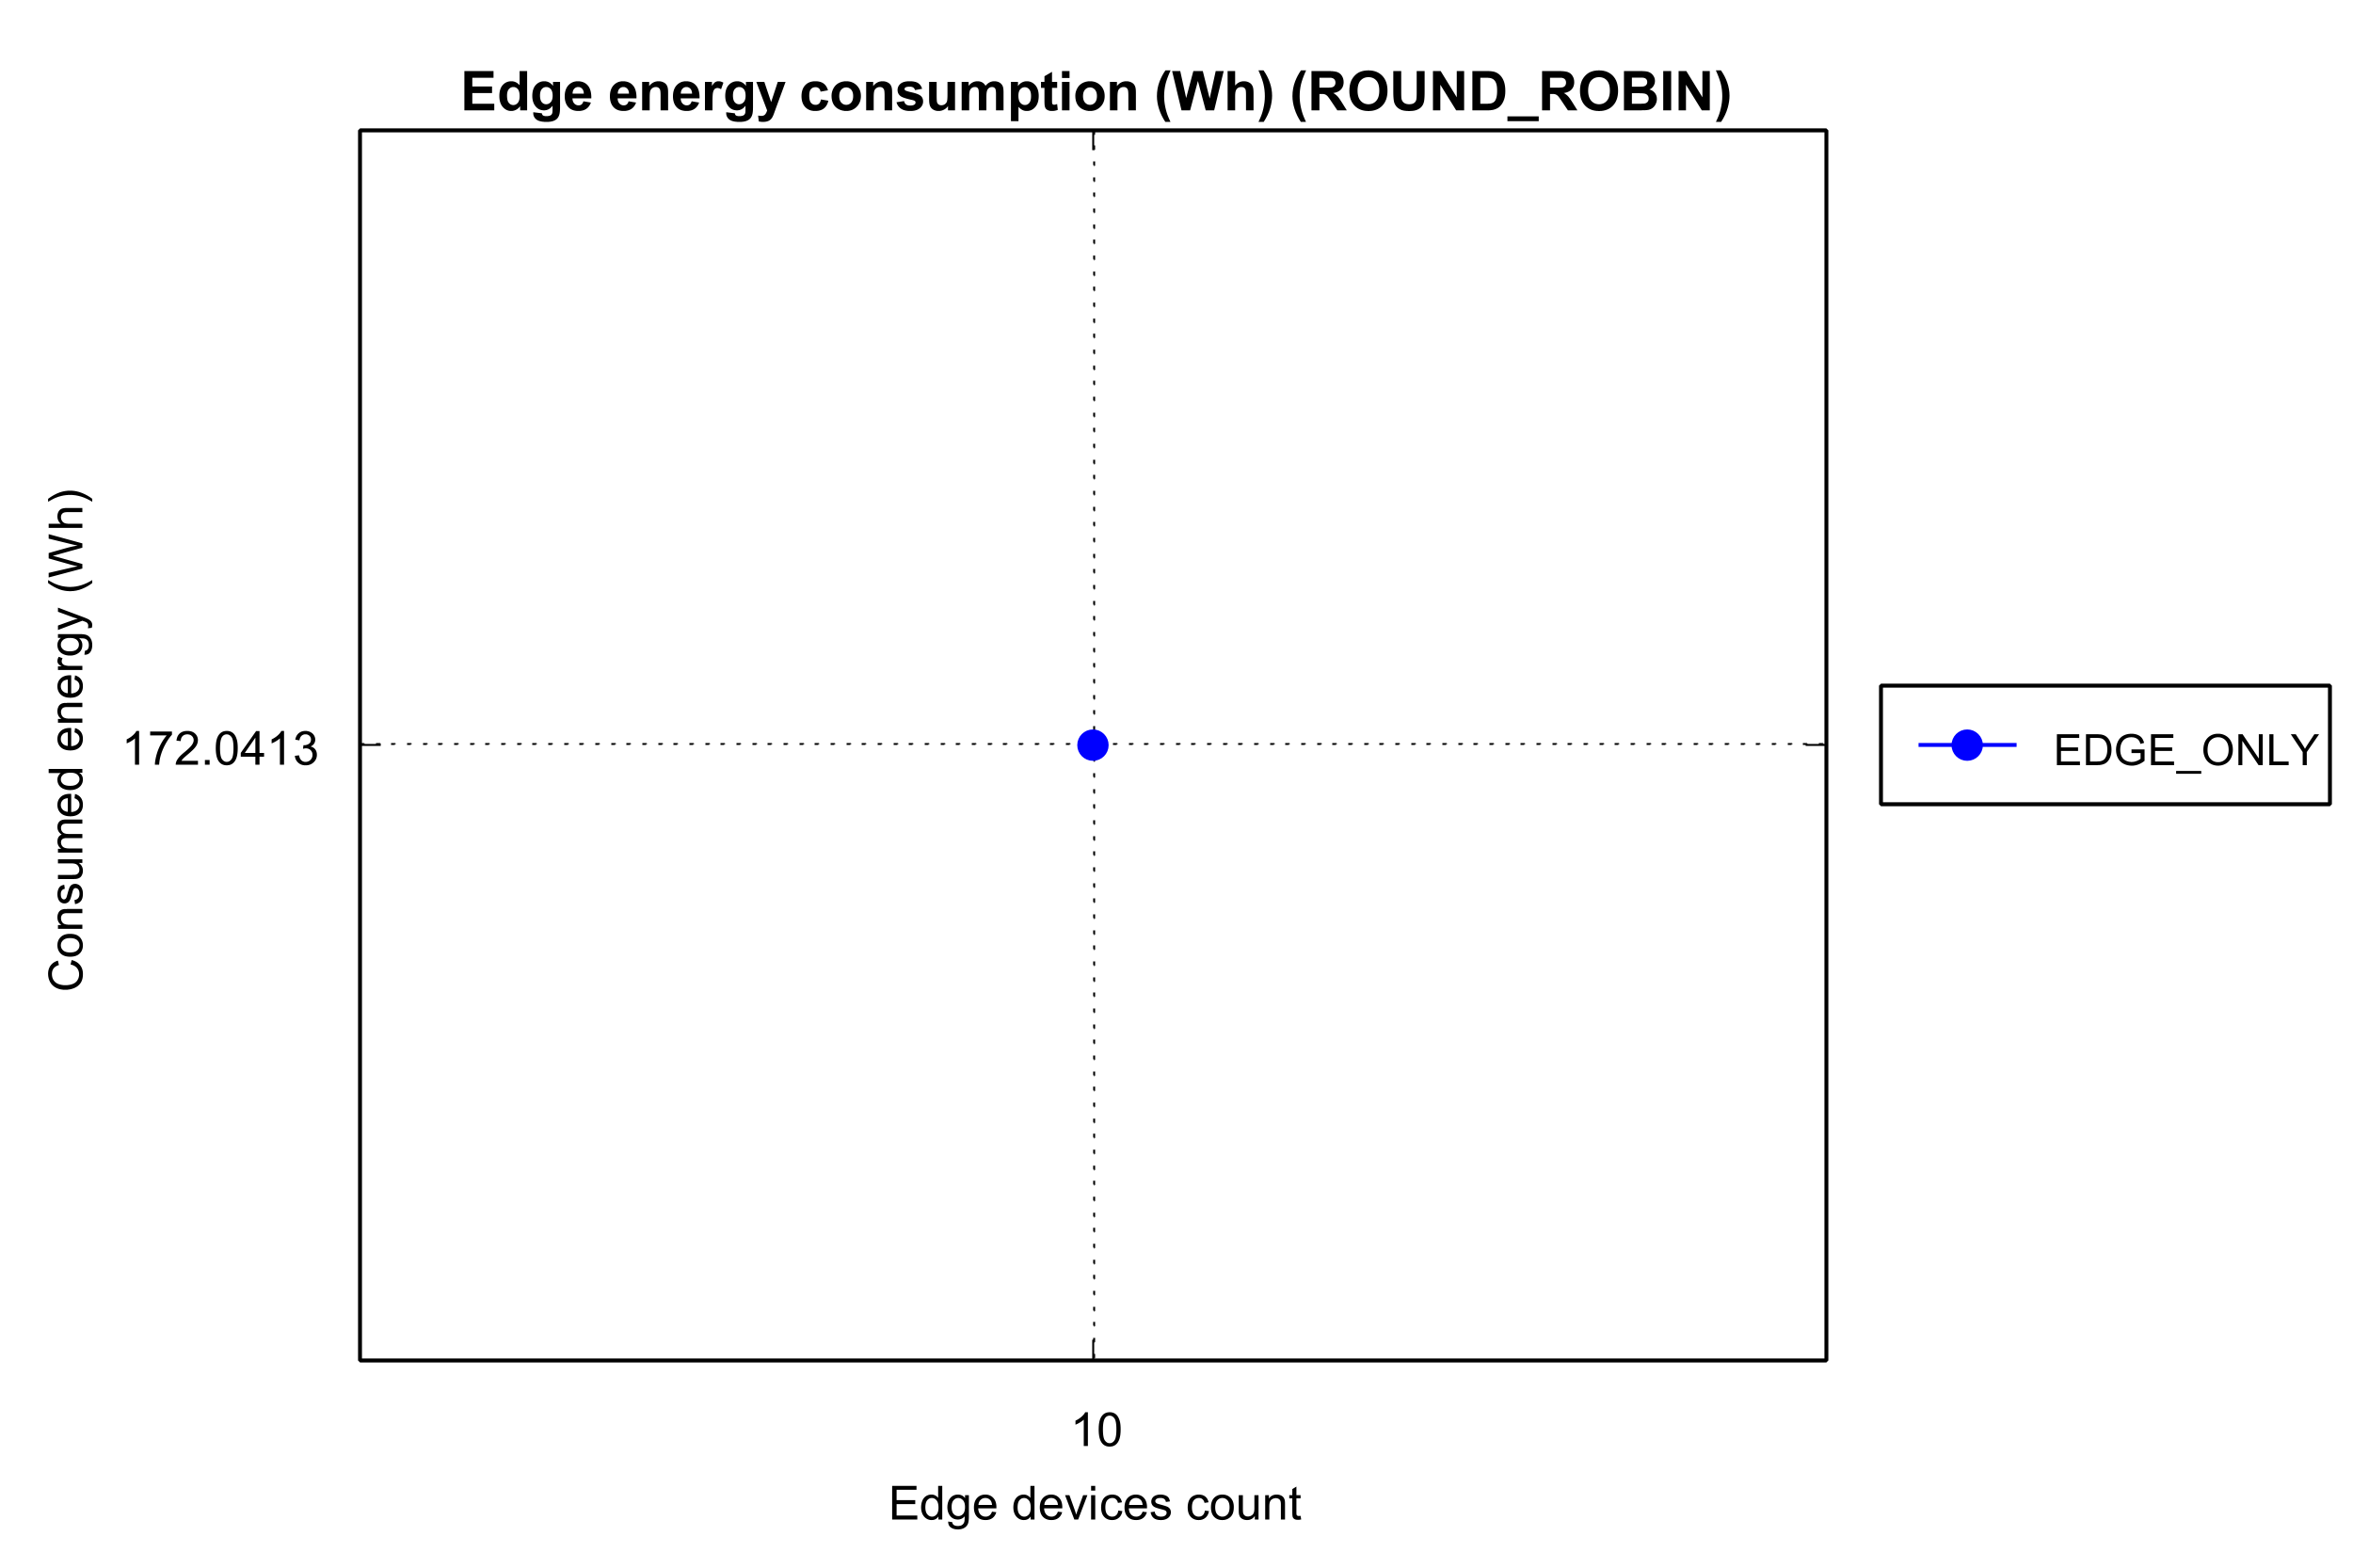 Edge energy consumption (Wh) (ROUND_ROBIN)
Consumed energy (Wh)
172.0413
EDGE_ONLY
10
Edge devices count